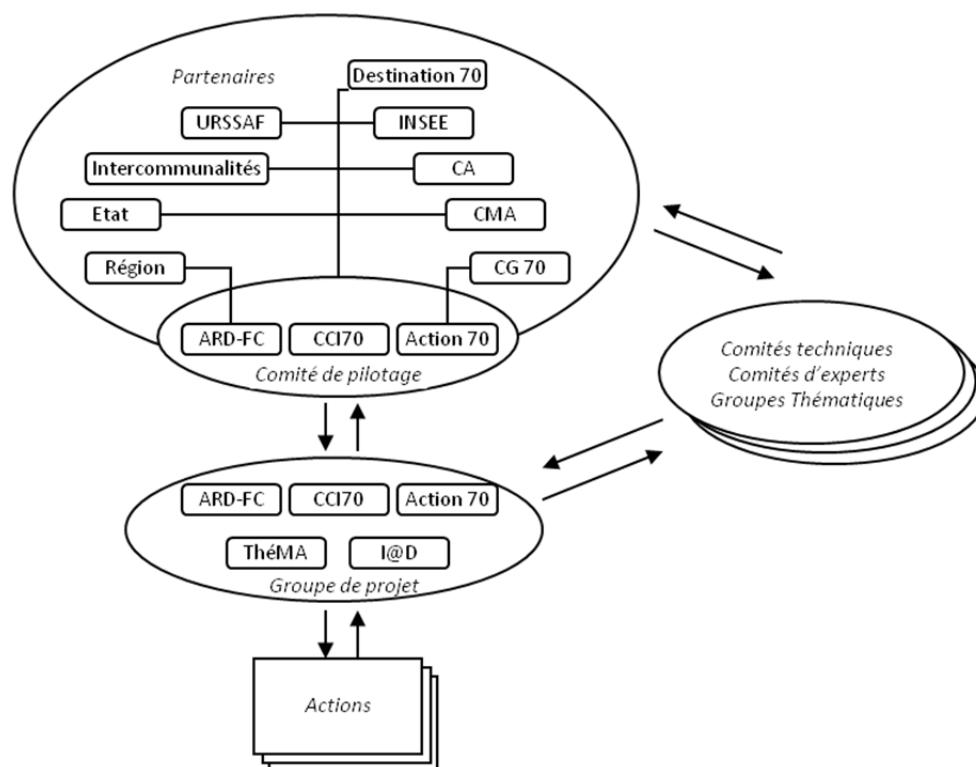 Partenaires
Destination 70
URSSAF
INSEE
Intercommunalités
CA
Etat
CMA
Région
CG 70
ARD-FC
CCI70
Action 70
Comité de pilotage
Comités techniques
Comités d'experts
Groupes Thématiques
ARD-FC
CCI70
Action 70
ThéMA
I@D
Groupe de projet
Actions